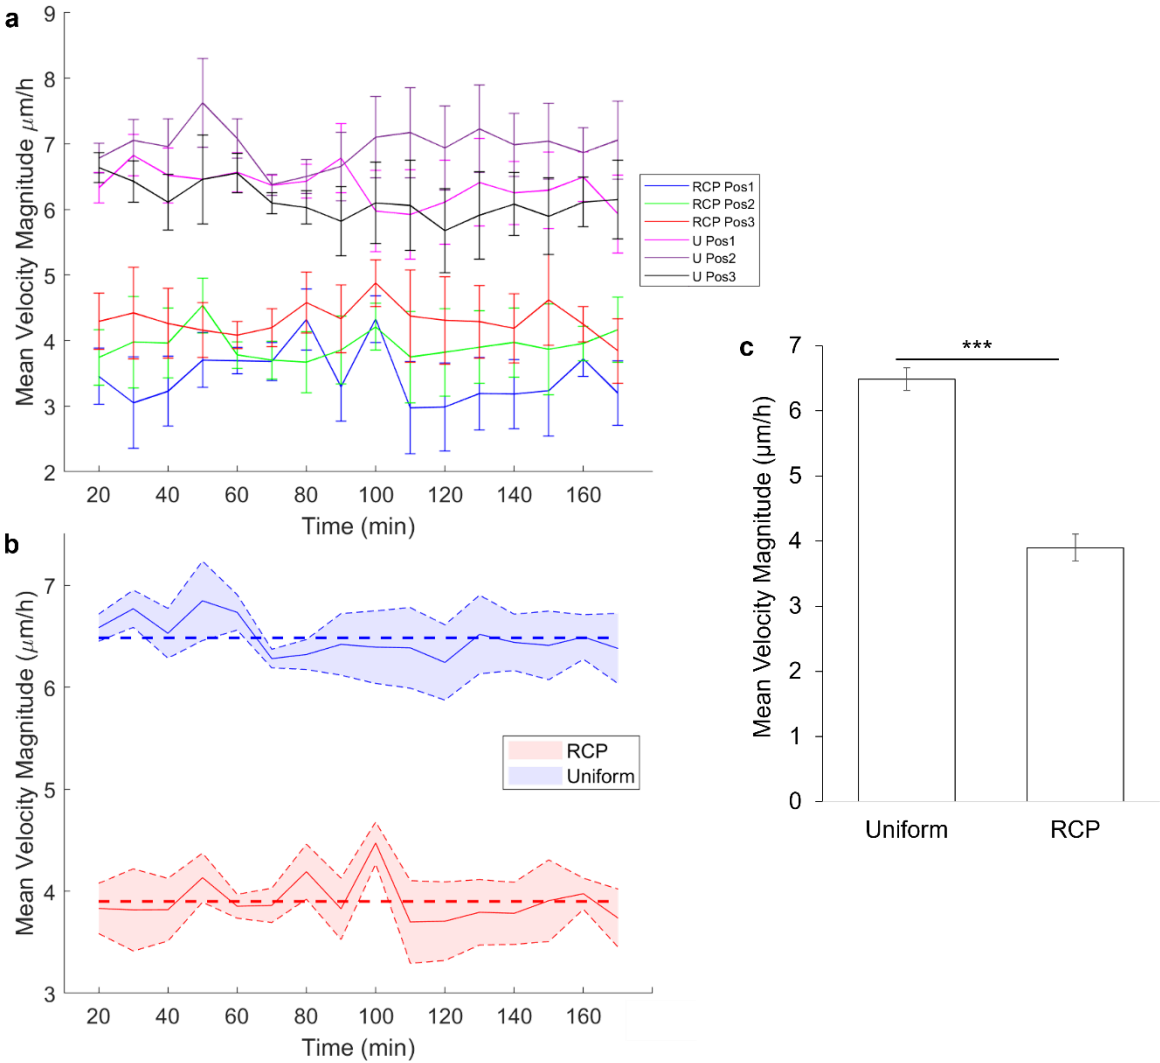 a
9
8
7
6
5
4
3
2
Mean Velocity Magnitude μm/h
20 40 60 80 100 120 140 160
Time (min)
RCP Pos1
RCP Pos2
RCP Pos3
U Pos1
U Pos2
U Pos3
b
7
6
5
4
3
Mean Velocity Magnitude (μm/h)
20 40 60 80 100 120 140 160
Time (min)
RCP
Uniform
c
7
6
5
4
3
2
1
0
Mean Velocity Magnitude (μm/h)
***
Uniform RCP